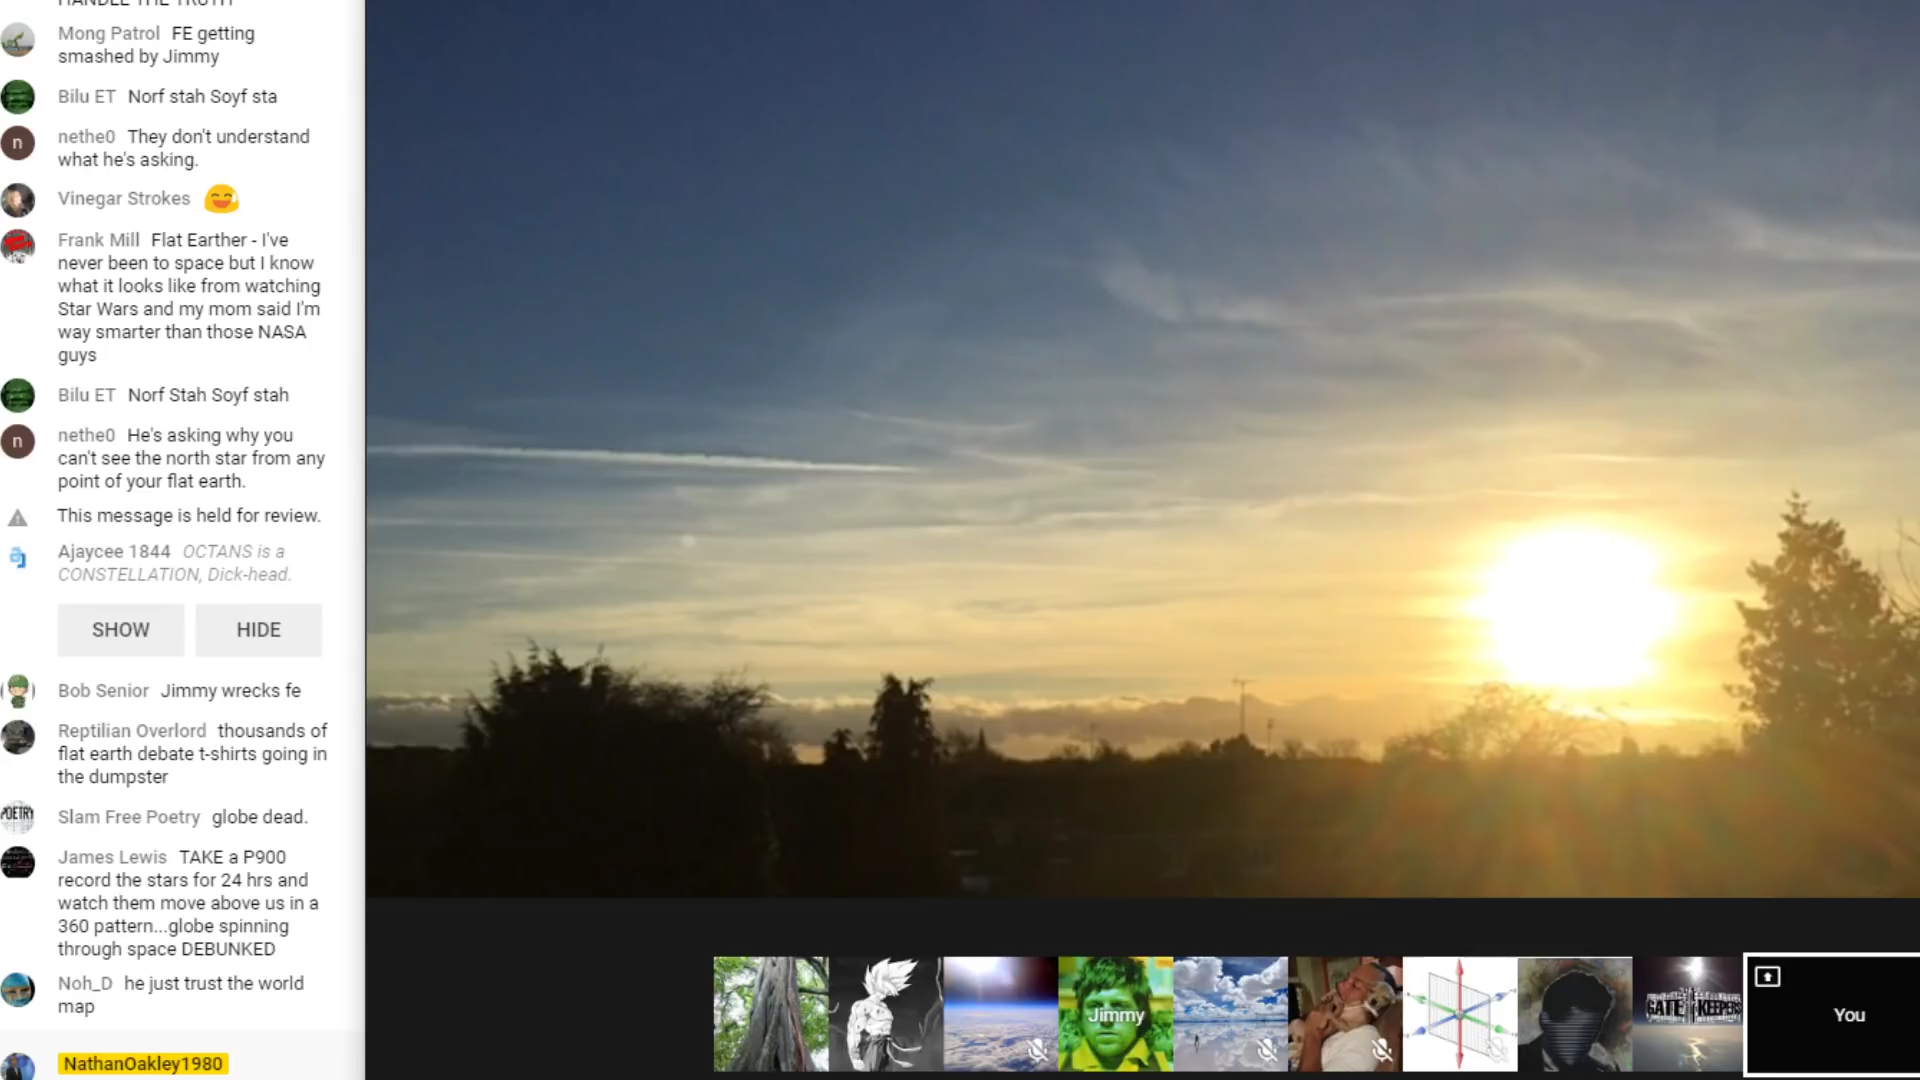 HANDLE THE TRUTH
Mong Patrol FE getting
smashed by Jimmy
Bilu ET Norf stah Soyf sta
n
nethe0 They don't understand
what he's asking.
Vinegar Strokes
Frank Mill Flat Earther - I've
never been to space but I know
what it looks like from watching
Star Wars and my mom said I'm
way smarter than those NASA
guys
Bilu ET Norf Stah Soyf stah
n
nethe0 He's asking why you
can't see the north star from any
point of your flat earth.
This message is held for review.
Ajaycee 1844 OCTANS is a
CONSTELLATION, Dick-head.
SHOW HIDE
Bob Senior Jimmy wrecks fe
Reptilian Overlord thousands of
flat earth debate t-shirts going in
the dumpster
POETRY
Slam Free Poetry globe dead.
James Lewis TAKE a P900
record the stars for 24 hrs and
watch them move above us in a
360 pattern...globe spinning
through space DEBUNKED
Noh_D he just trust the world
map
NathanOakley1980
Jimmy
GATE KEEPERS
You